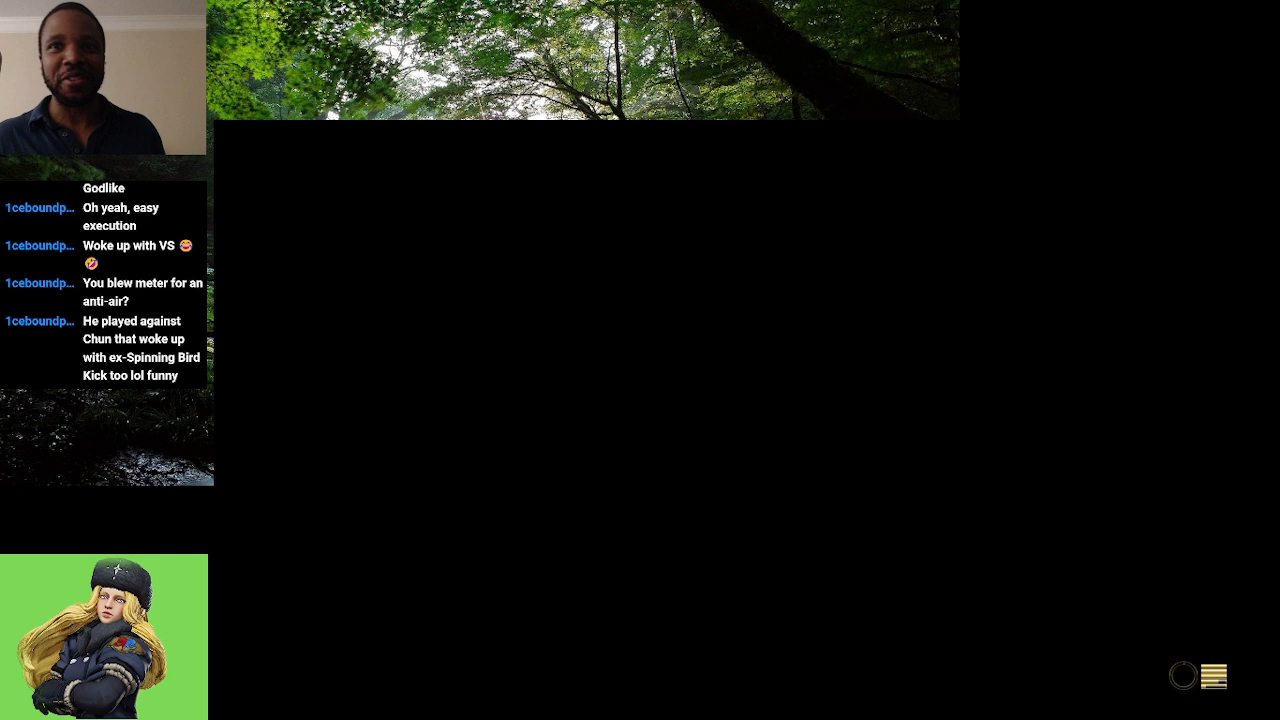 Godlike
1ceboundp... Oh yeah, easy
execution
1ceboundp... Woke up with VS 😂
🤣
1ceboundp... You blew meter for an
anti-air?
1ceboundp... He played against
Chun that woke up
with ex-Spinning Bird
Kick too lol funny